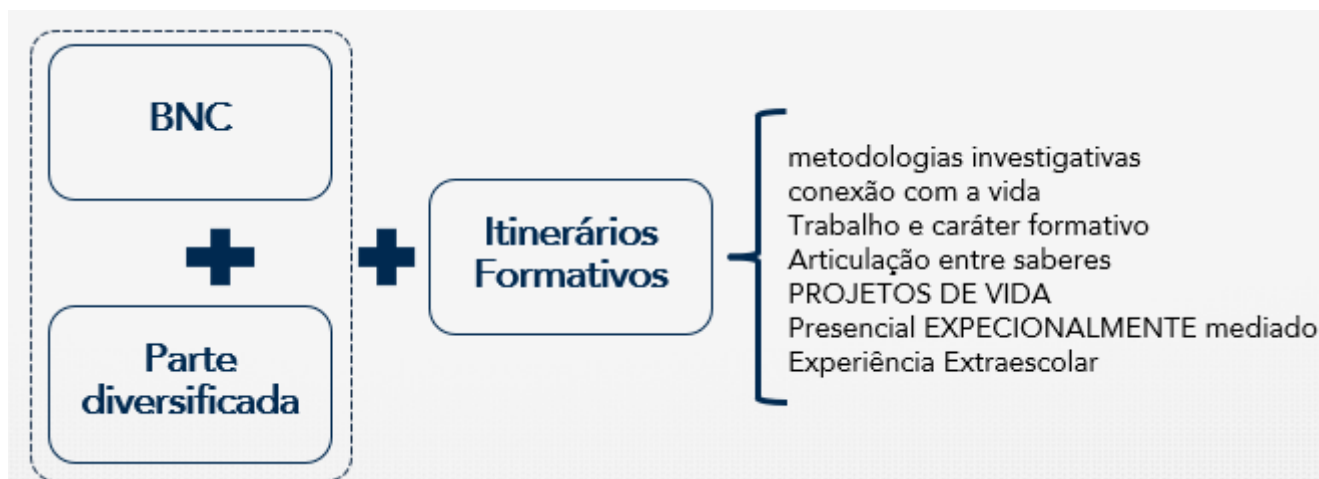 BNC
Parte
diversificada
Itinerários
Formativos
metodologias investigativas
conexão com a vida
Trabalho e caráter formativo
Articulação entre saberes
PROJETOS DE VIDA
Presencial EXPECIONALMENTE mediado
Experiência Extraescolar